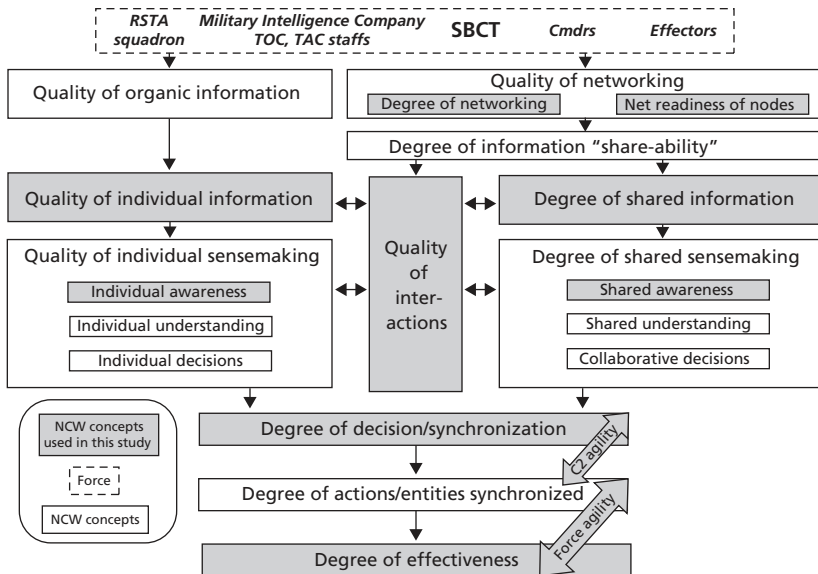 RSTA
squadron
Military Intelligence Company
TOC, TAC staffs
SBCT
Cmdrs
Effectors
Quality of organic information
Quality of networking
Degree of networking
Net readiness of nodes
Degree of information “share-ability”
Quality of individual information
Quality
of
inter-
actions
Degree of shared information
Quality of individual sensemaking
Individual awareness
Individual understanding
Individual decisions
Degree of shared sensemaking
Shared awareness
Shared understanding
Collaborative decisions
NCW concepts
used in this study
Force
NCW concepts
Degree of decision/synchronization
C2 agility
Degree of actions/entities synchronized
Force agility
Degree of effectiveness